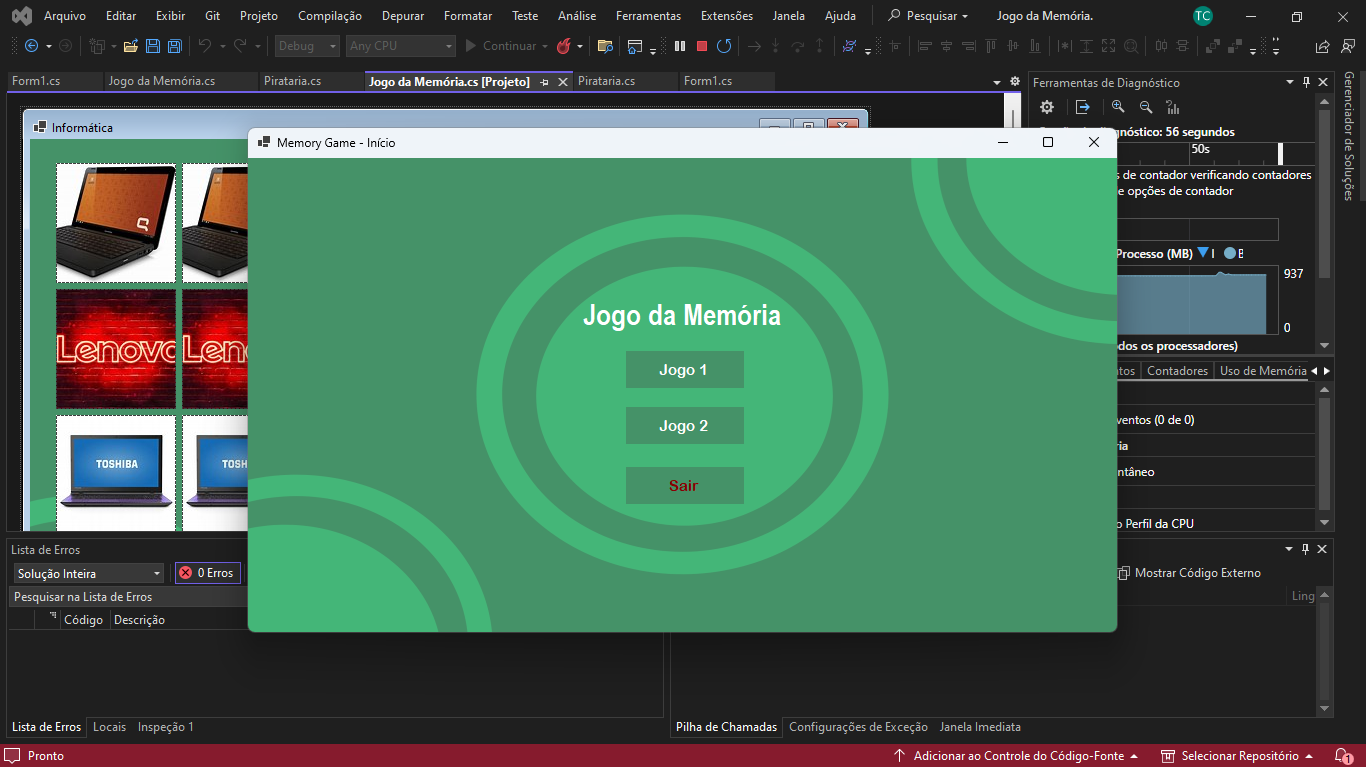 Arquivo Editar Exibir Git Projeto Compilação Depurar Formatar Teste Análise Ferramentas Extensões Janela Ajuda Pesquisar Jogo da Memória. TC
Debug Any CPU Continuar
Form1.cs Jogo da Memória.cs Pirataria.cs Jogo da Memória.cs [Projeto] Pirataria.cs Form1.cs
Ferramentas de Diagnóstico
Gerenciador de Soluções
Informática
Memory Game - Início
gnóstico: 56 segundos
50s
s de contador verificando contadores
e opções de contador
Processo (MB)
937
0
odos os processadores)
tos Contadores Uso de Memória
ventos (0 de 0)
ria
ntâneo
o Perfil da CPU
Lenovo
TOSHIBA
Jogo da Memória
Jogo 1
Jogo 2
Sair
Lista de Erros
Solução Inteira 0 Erros
Pesquisar na Lista de Erros
Código Descrição
Mostrar Código Externo
Ling
Lista de Erros Locais Inspeção 1
Pilha de Chamadas Configurações de Exceção Janela Imediata
Pronto
Adicionar ao Controle do Código-Fonte Selecionar Repositório 1